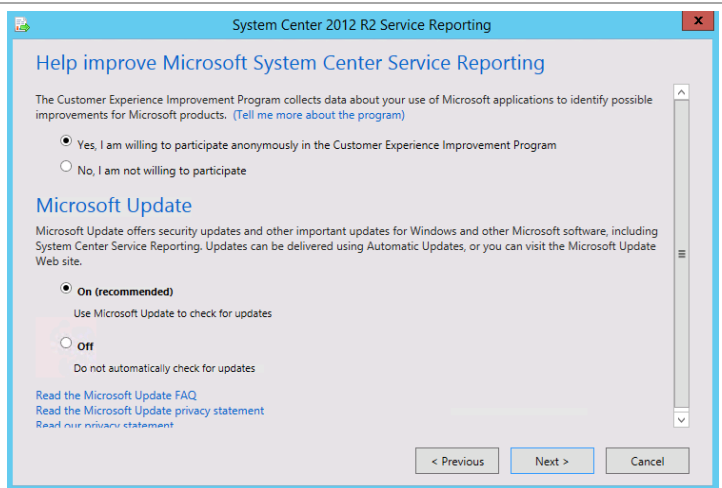 System Center 2012 R2 Service Reporting
x
Help improve Microsoft System Center Service Reporting
The Customer Experience Improvement Program collects data about your use of Microsoft applications to identify possible
improvements for Microsoft products. (Tell me more about the program)
Yes, I am willing to participate anonymously in the Customer Experience Improvement Program
No, I am not willing to participate
Microsoft Update
Microsoft Update offers security updates and other important updates for Windows and other Microsoft software, including
System Center Service Reporting. Updates can be delivered using Automatic Updates, or you can visit the Microsoft Update
Web site.
On (recommended)
Use Microsoft Update to check for updates
Off
Do not automatically check for updates
Read the Microsoft Update FAQ
Read the Microsoft Update privacy statement
Read our privacy statement
< Previous
Next >
Cancel